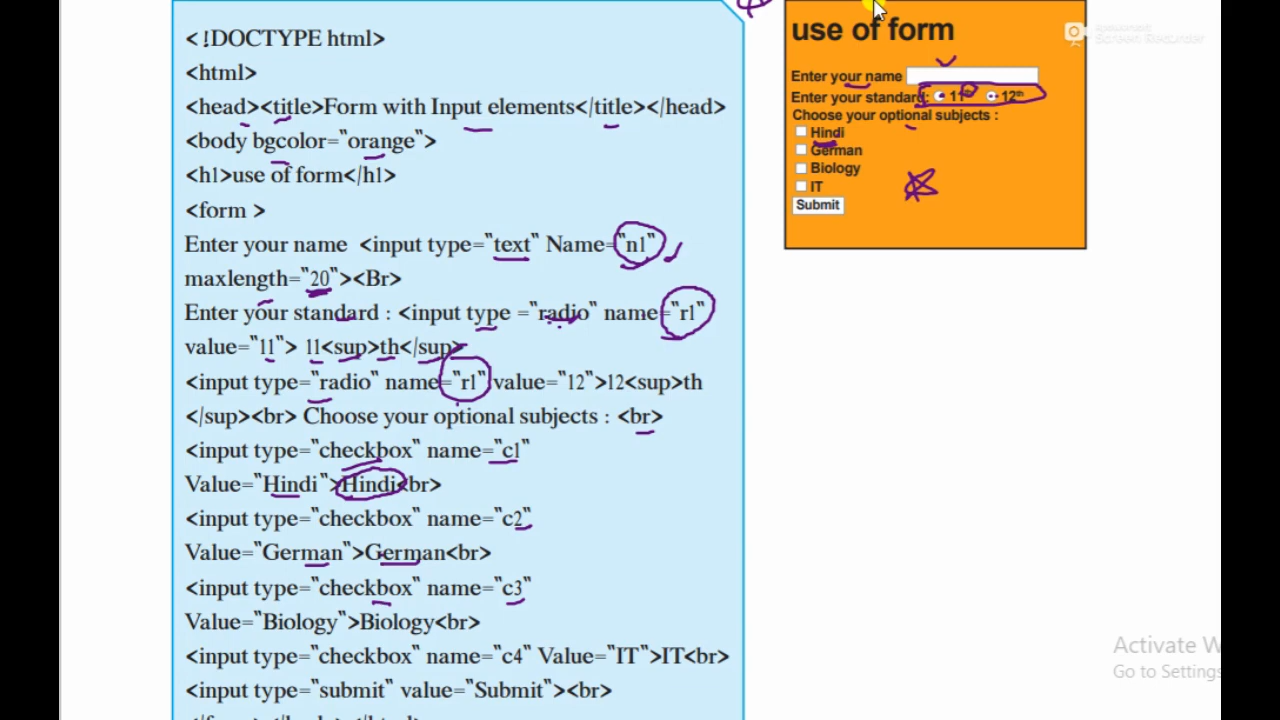 <!DOCTYPE html>
<html>
<head><title>Form with Input elements</title></head>
<body bgcolor="orange">
<h1>use of form</h1>
<form >
Enter your name <input type="text" Name="n1"
maxlength="20"><Br>
Enter your standard : <input type ="radio" name="r1"
value="11"> 11<sup>th</sup>
<input type="radio" name="r1" value="12">12<sup>th
</sup><br> Choose your optional subjects : <br>
<input type="checkbox" name="c1"
Value="Hindi">Hindi<br>
<input type="checkbox" name="c2"
Value="German">German<br>
<input type="checkbox" name="c3"
Value="Biology">Biology<br>
<input type="checkbox" name="c4" Value="IT">IT<br>
<input type="submit" value="Submit"><br>
use of form
Enter your name
Enter your standard: 11th 12th
Choose your optional subjects :
Hindi
German
Biology
IT
Submit
Screen Recorder
Activate W
Go to Settings